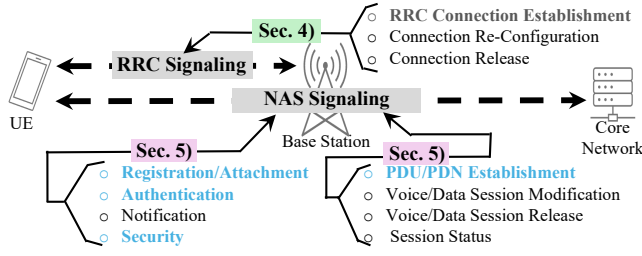 Sec. 4)
○ RRC Connection Establishment
○ Connection Re-Configuration
○ Connection Release
RRC Signaling
NAS Signaling
UE
Base Station
Core
Network
Sec. 5)
○ Registration/Attachment
○ Authentication
○ Notification
○ Security
Sec. 5)
○ PDU/PDN Establishment
○ Voice/Data Session Modification
○ Voice/Data Session Release
○ Session Status